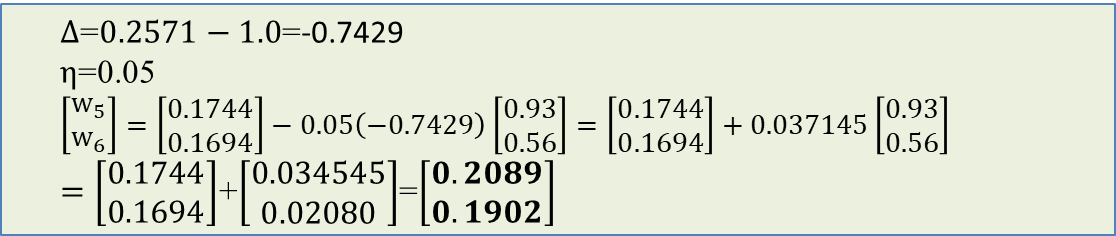 Δ=0.2571 − 1.0=-0.7429
η=0.05
[w₅ w₆] = [0.1744 0.1694] − 0.05(−0.7429) [0.93 0.56] = [0.1744 0.1694] + 0.037145 [0.93 0.56]
= [0.1744 0.1694]+[0.034545 0.02080]=[0.2089 0.1902]